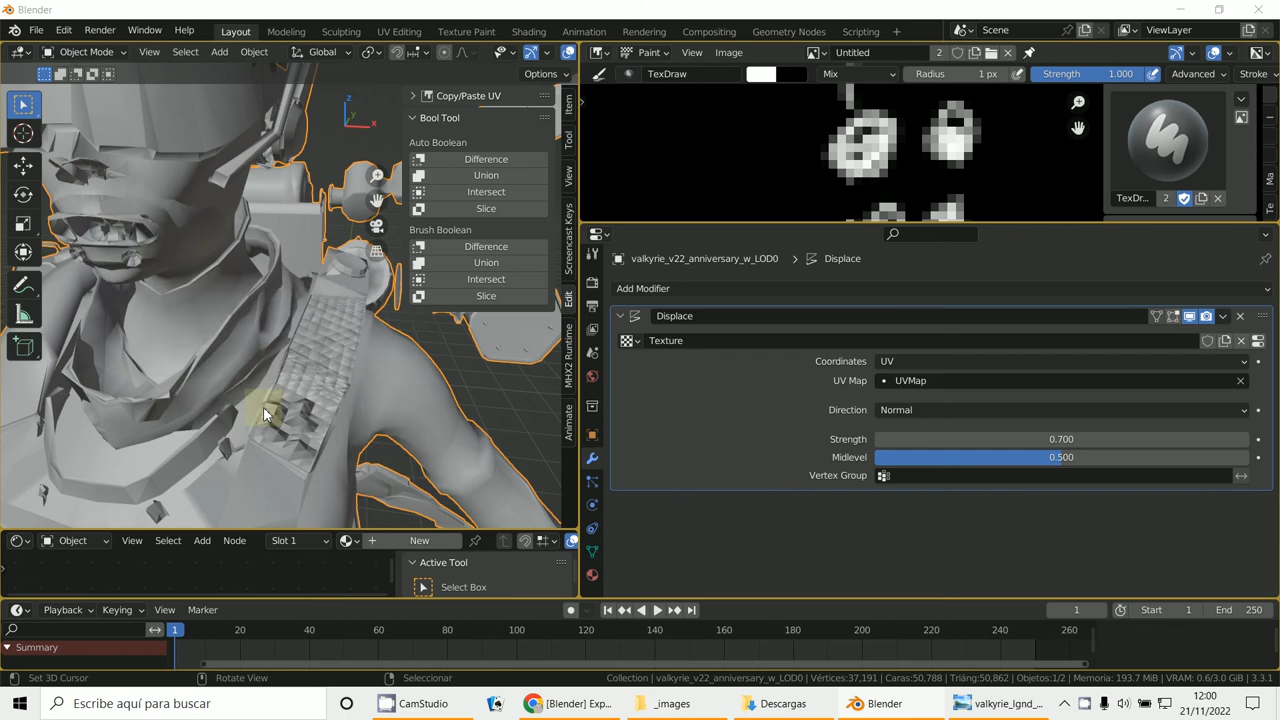 Blender
File Edit Render Window Help Layout Modeling Sculpting UV Editing Texture Paint Shading Animation Rendering Compositing Geometry Nodes Scripting + Scene ViewLayer
Object Mode View Select Add Object Global
Paint View Image Untitled 2
Options
TexDraw Mix Radius 1 px Strength 1.000 Advanced Stroke
Copy/Paste UV
Bool Tool
Auto Boolean
Difference
Union
Intersect
Slice
Brush Boolean
Difference
Union
Intersect
Slice
Item
Tool
View
Screencast Keys
Edit
MHX2 Runtime
Animate
z
y
x
TexDr... 2
Ma
Te
valkyrie_v22_anniversary_w_LOD0 > Displace
Add Modifier
Displace
Texture
Coordinates UV
UV Map UVMap
Direction Normal
Strength 0.700
Midlevel 0.500
Vertex Group
Object View Select Add Node Slot 1 New
Active Tool
Select Box
Playback Keying View Marker 1 Start 1 End 250
1 20 40 60 80 100 120 140 160 180 200 220 240 260
Summary
Set 3D Cursor Rotate View Seleccionar Collection | valkyrie_v22_anniversary_w_LOD0 | Vértices:37,191 | Caras:50,788 | Triáng:50,862 | Objetos:1/2 | Memoria: 193.7 MiB | VRAM: 0.6/3.0 GiB | 3.3.1
Escribe aquí para buscar CamStudio [Blender] Exp... _images Descargas Blender valkyrie_lgnd_...
12:00
21/11/2022